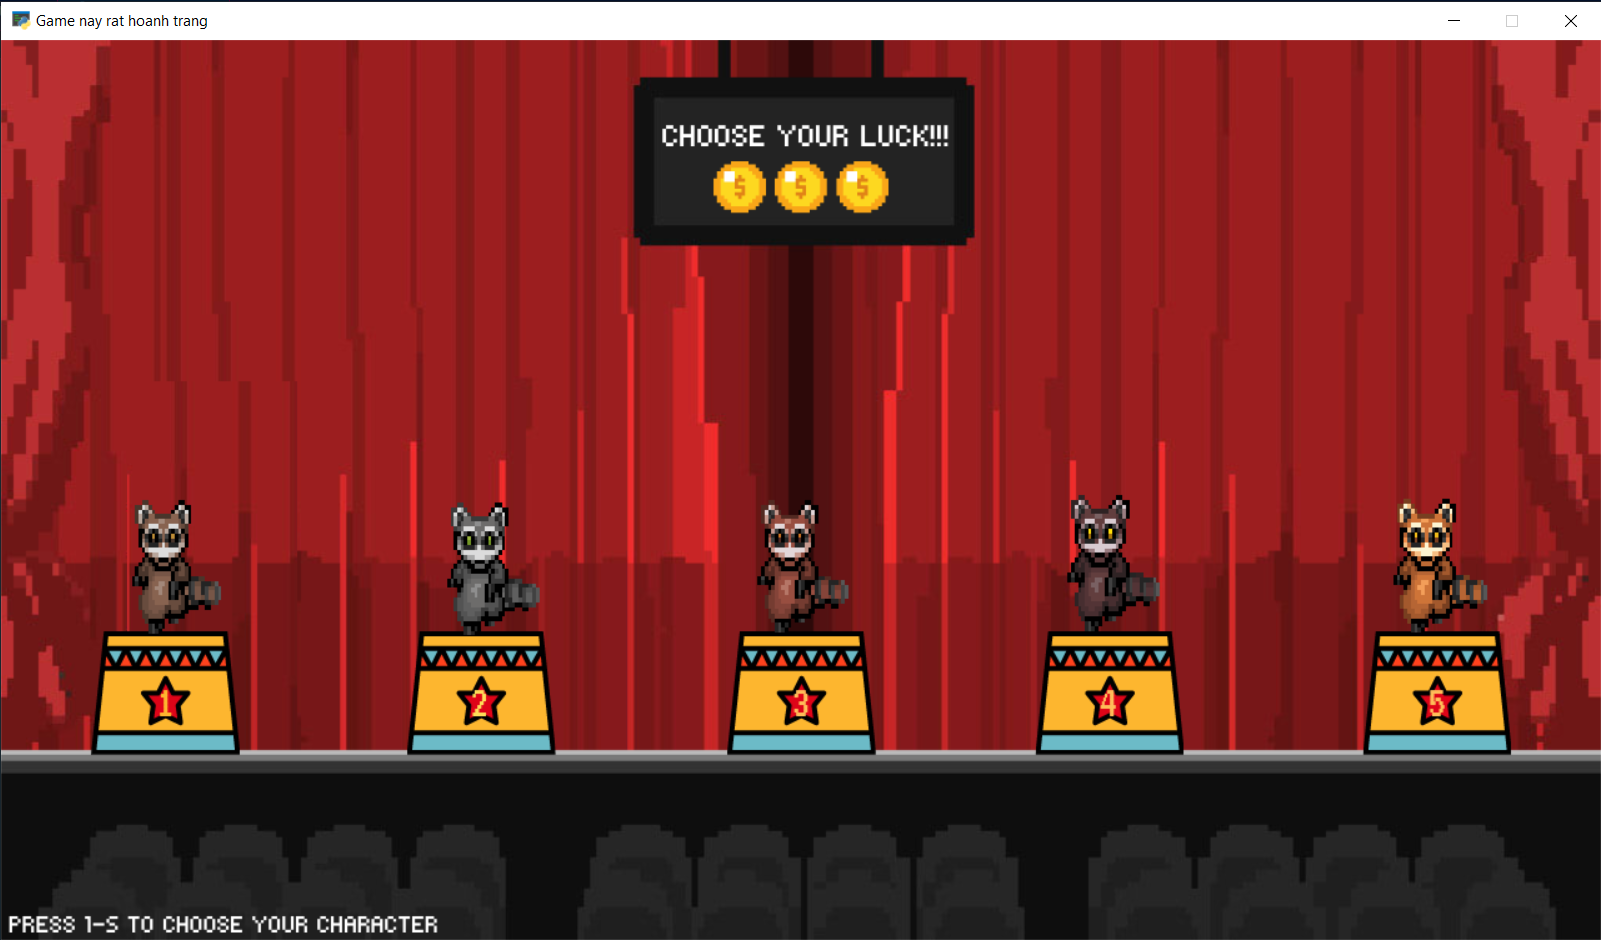 Game nay rat hoanh trang
CHOOSE YOUR LUCK!!!
$ $ $
1 2 3 4 5
PRESS 1-5 TO CHOOSE YOUR CHARACTER